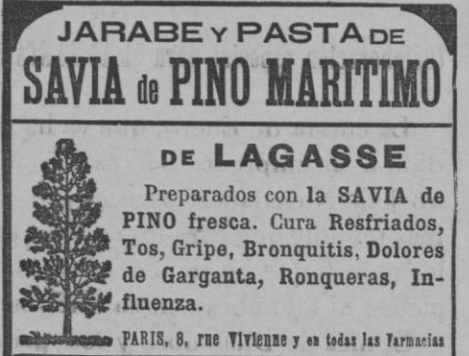 JARABE Y PASTA DE
SAVIA de PINO MARITIMO
DE LAGASSE
Preparados con la SAVIA de
PINO fresca. Cura Resfriados,
Tos, Gripe, Bronquitis, Dolores
de Garganta, Ronqueras, In-
fluenza.
PARIS, 8, rue Vivienne y en todas las Farmacias